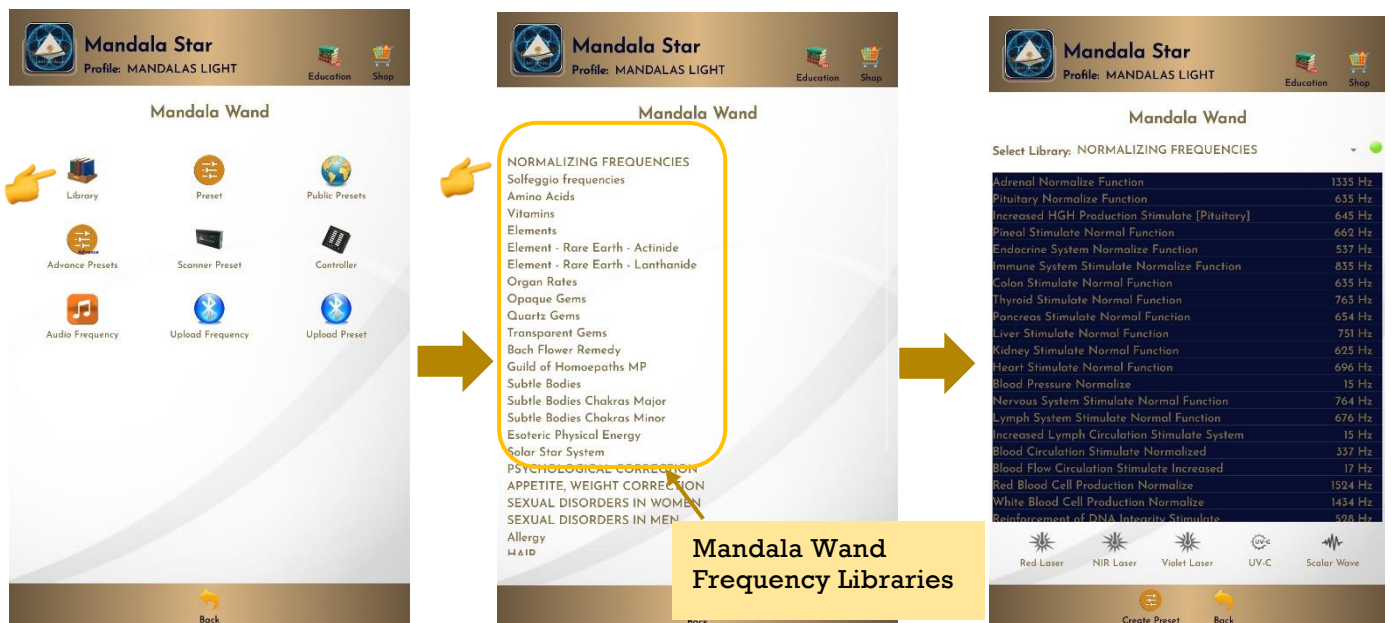 Mandala Star
Profile: MANDALAS LIGHT
Education
Shop
Mandala Wand
Library
Preset
Public Presets
Advance
Advance Presets
Scanner Preset
Controller
Audio Frequency
Upload Frequency
Upload Preset
Back
Mandala Star
Profile: MANDALAS LIGHT
Education
Shop
Mandala Wand
NORMALIZING FREQUENCIES
Solfeggio frequencies
Amino Acids
Vitamins
Elements
Element - Rare Earth - Actinide
Element - Rare Earth - Lanthanide
Organ Rates
Opaque Gems
Quartz Gems
Transparent Gems
Bach Flower Remedy
Guild of Homoepaths MP
Subtle Bodies
Subtle Bodies Chakras Major
Subtle Bodies Chakras Minor
Esoteric Physical Energy
Solar Star System
PSYCHOLOGICAL CORRECTION
APPETITE, WEIGHT CORRECTION
SEXUAL DISORDERS IN WOMEN
SEXUAL DISORDERS IN MEN
Allergy
HAIR
Mandala Wand
Frequency Libraries
Back
Mandala Star
Profile: MANDALAS LIGHT
Education
Shop
Mandala Wand
Select Library: NORMALIZING FREQUENCIES
Adrenal Normalize Function 1335 Hz
Pituitary Normalize Function 635 Hz
Increased HGH Production Stimulate [Pituitary] 645 Hz
Pineal Stimulate Normal Function 662 Hz
Endocrine System Normalize Function 537 Hz
Immune System Stimulate Normalize Function 835 Hz
Colon Stimulate Normal Function 635 Hz
Thyroid Stimulate Normal Function 763 Hz
Pancreas Stimulate Normal Function 654 Hz
Liver Stimulate Normal Function 751 Hz
Kidney Stimulate Normal Function 625 Hz
Heart Stimulate Normal Function 696 Hz
Blood Pressure Normalize 15 Hz
Nervous System Stimulate Normal Function 764 Hz
Lymph System Stimulate Normal Function 676 Hz
Increased Lymph Circulation Stimulate System 15 Hz
Blood Circulation Stimulate Normalized 337 Hz
Blood Flow Circulation Stimulate Increased 17 Hz
Red Blood Cell Production Normalize 1524 Hz
White Blood Cell Production Normalize 1434 Hz
Reinforcement of DNA Integrity Stimulate 528 Hz
UV-C
Red Laser
NIR Laser
Violet Laser
UV-C
Scalar Wave
Create Preset
Back